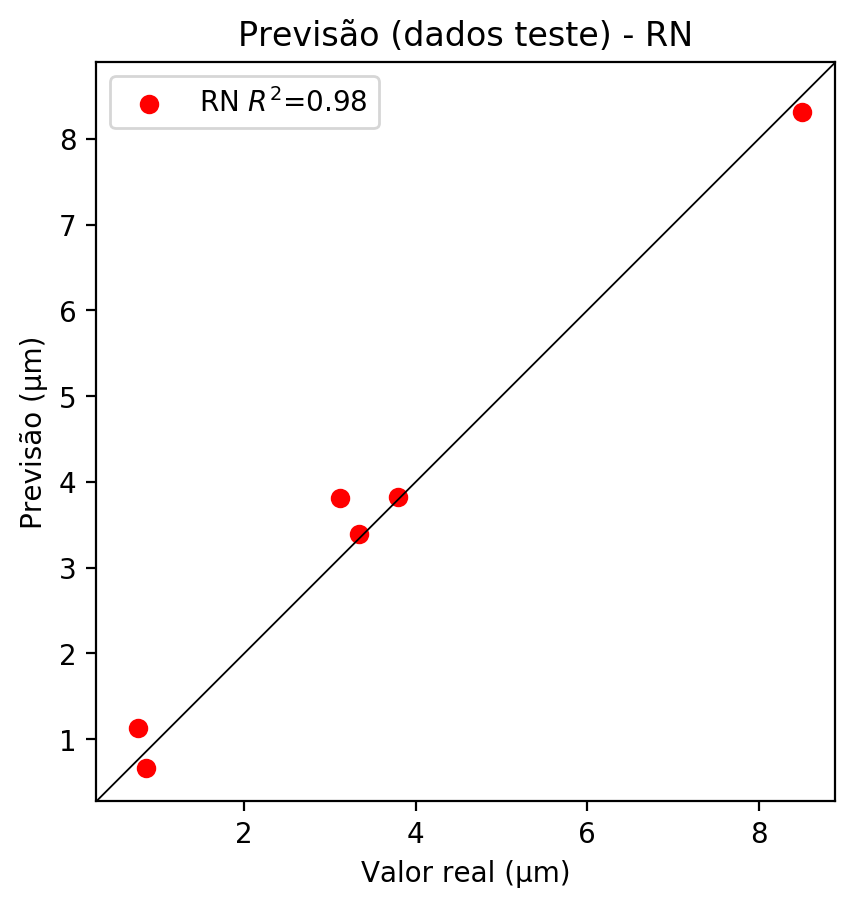 Previsão (dados teste) - RN
RN R²=0.98
8
7
6
5
4
3
2
1
Previsão (µm)
2 4 6 8
Valor real (µm)